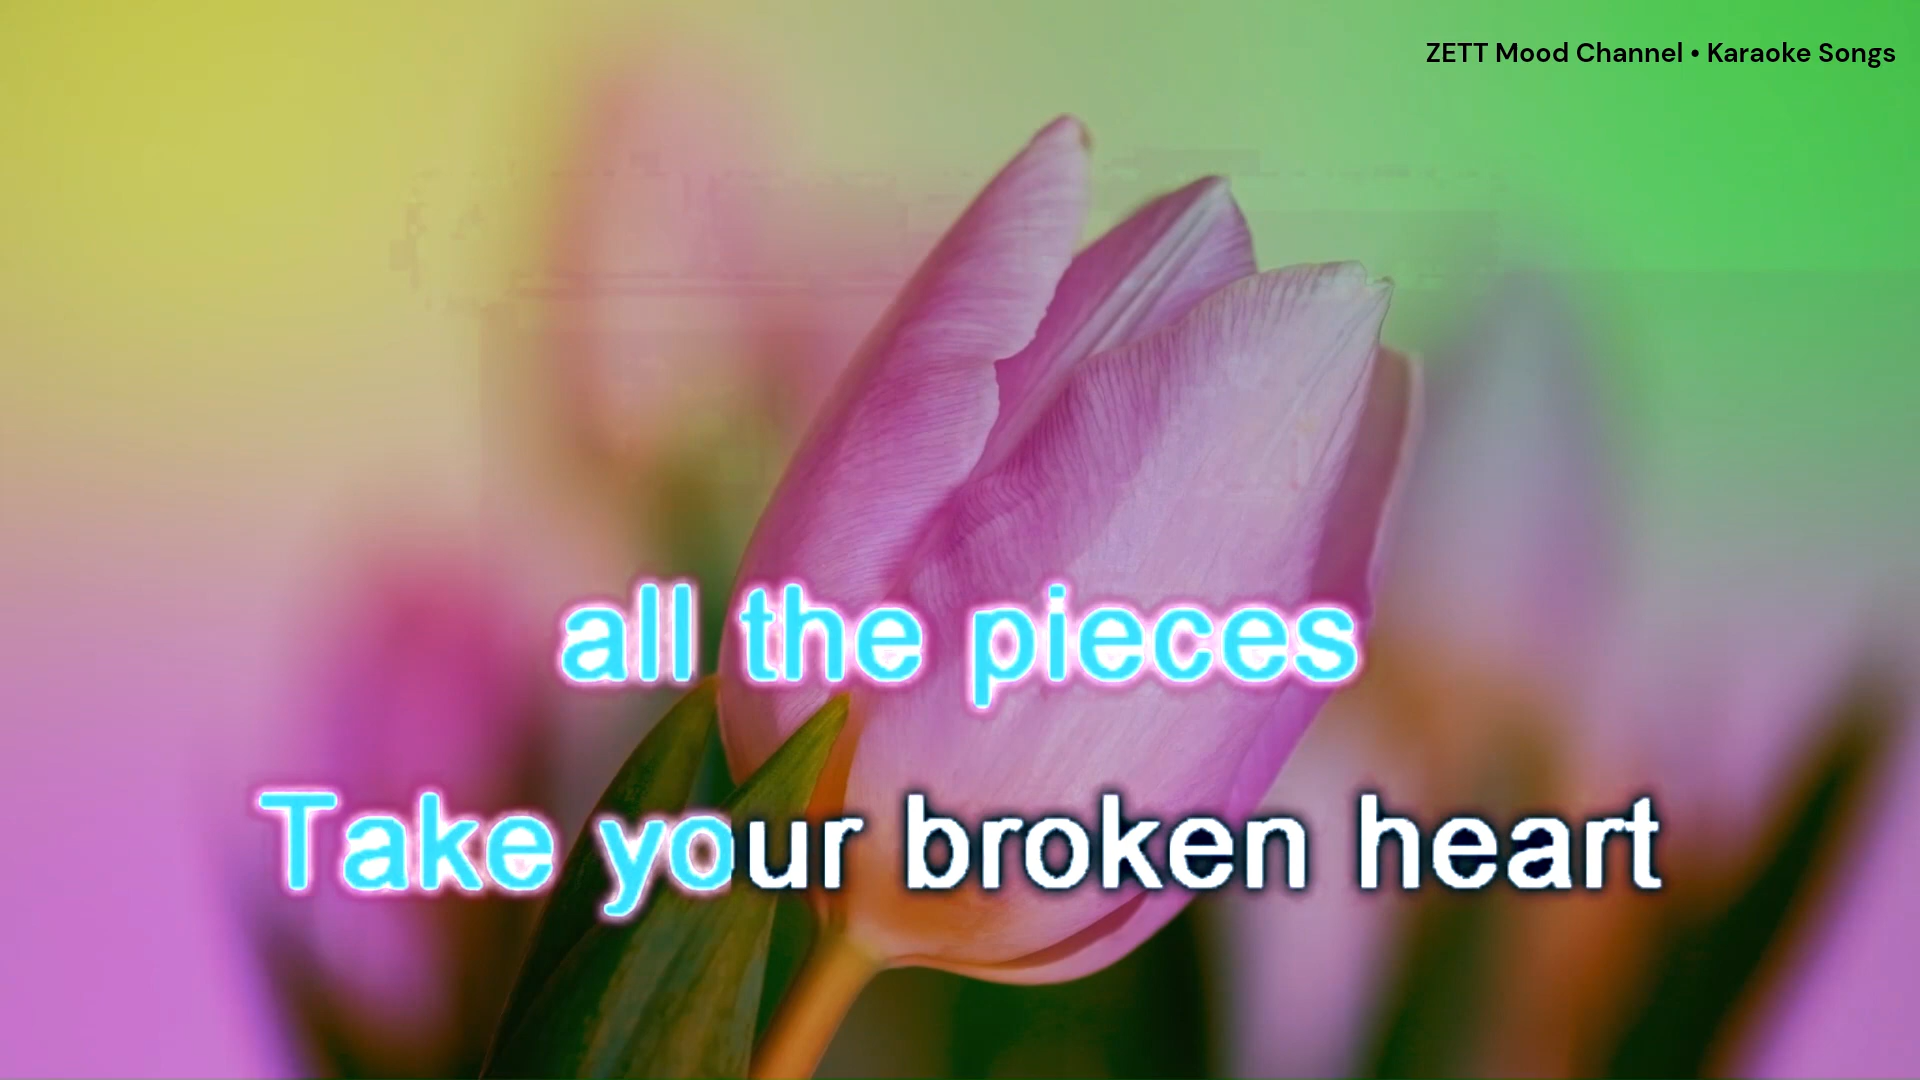 ZETT Mood Channel • Karaoke Songs
all the pieces
Take your broken heart